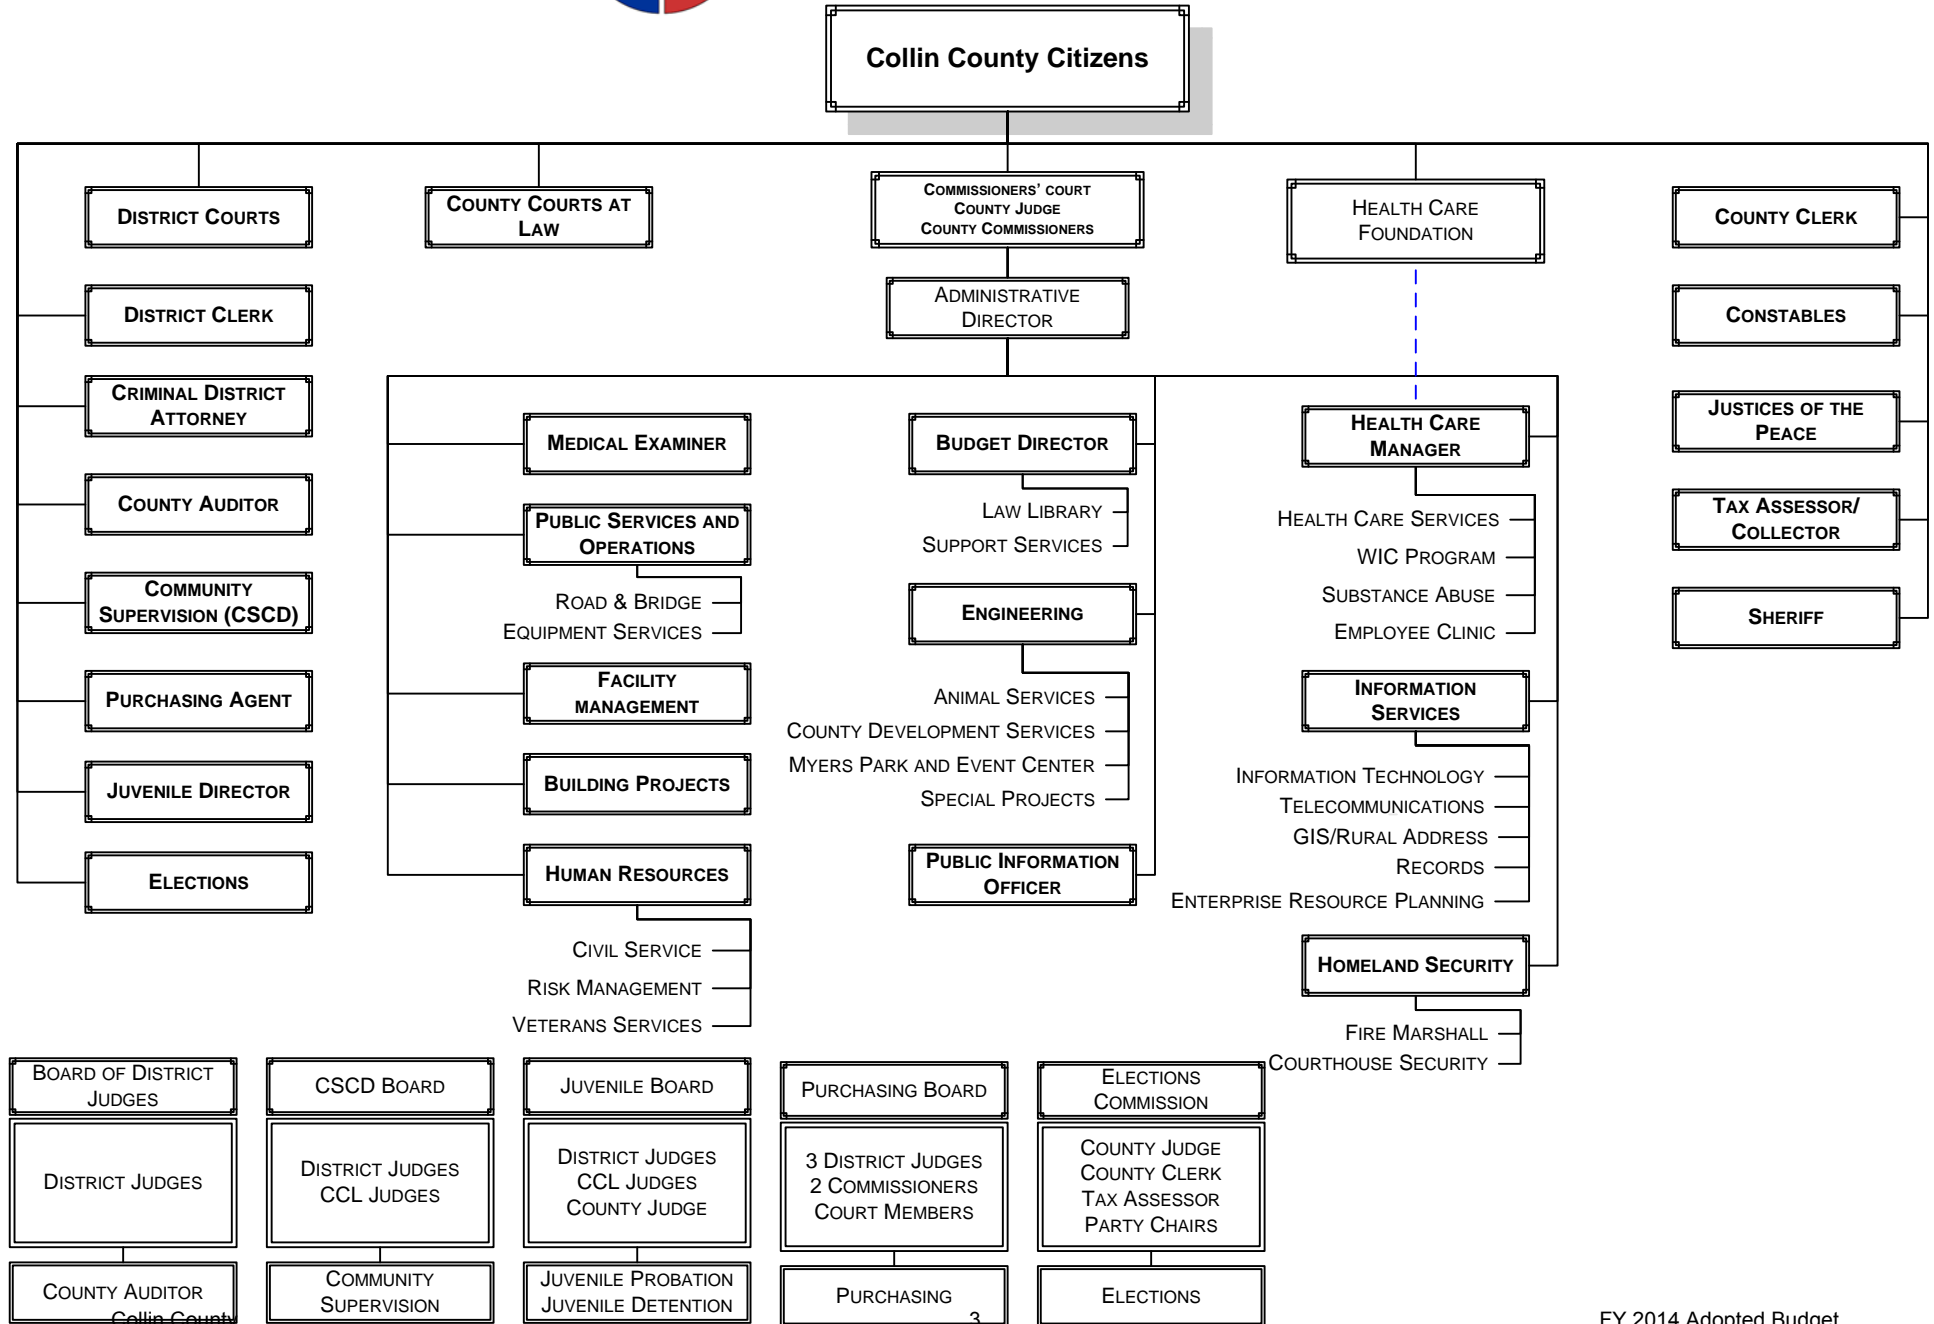 Collin County Citizens
DISTRICT COURTS
COUNTY COURTS AT
LAW
COMMISSIONERS' COURT
COUNTY JUDGE
COUNTY COMMISSIONERS
HEALTH CARE
FOUNDATION
COUNTY CLERK
DISTRICT CLERK
ADMINISTRATIVE
DIRECTOR
CONSTABLES
CRIMINAL DISTRICT
ATTORNEY
JUSTICES OF THE
PEACE
COUNTY AUDITOR
TAX ASSESSOR/
COLLECTOR
COMMUNITY
SUPERVISION (CSCD)
SHERIFF
PURCHASING AGENT
JUVENILE DIRECTOR
ELECTIONS
MEDICAL EXAMINER
PUBLIC SERVICES AND
OPERATIONS
ROAD & BRIDGE
EQUIPMENT SERVICES
FACILITY
MANAGEMENT
BUILDING PROJECTS
HUMAN RESOURCES
CIVIL SERVICE
RISK MANAGEMENT
VETERANS SERVICES
BUDGET DIRECTOR
LAW LIBRARY
SUPPORT SERVICES
ENGINEERING
ANIMAL SERVICES
COUNTY DEVELOPMENT SERVICES
MYERS PARK AND EVENT CENTER
SPECIAL PROJECTS
PUBLIC INFORMATION
OFFICER
HEALTH CARE
MANAGER
HEALTH CARE SERVICES
WIC PROGRAM
SUBSTANCE ABUSE
EMPLOYEE CLINIC
INFORMATION
SERVICES
INFORMATION TECHNOLOGY
TELECOMMUNICATIONS
GIS/RURAL ADDRESS
RECORDS
ENTERPRISE RESOURCE PLANNING
HOMELAND SECURITY
FIRE MARSHALL
COURTHOUSE SECURITY
BOARD OF DISTRICT
JUDGES
DISTRICT JUDGES
COUNTY AUDITOR
CSCD BOARD
DISTRICT JUDGES
CCL JUDGES
COMMUNITY
SUPERVISION
JUVENILE BOARD
DISTRICT JUDGES
CCL JUDGES
COUNTY JUDGE
JUVENILE PROBATION
JUVENILE DETENTION
PURCHASING BOARD
3 DISTRICT JUDGES
2 COMMISSIONERS
COURT MEMBERS
PURCHASING
ELECTIONS
COMMISSION
COUNTY JUDGE
COUNTY CLERK
TAX ASSESSOR
PARTY CHAIRS
ELECTIONS
Collin County
3
FY 2014 Adopted Budget